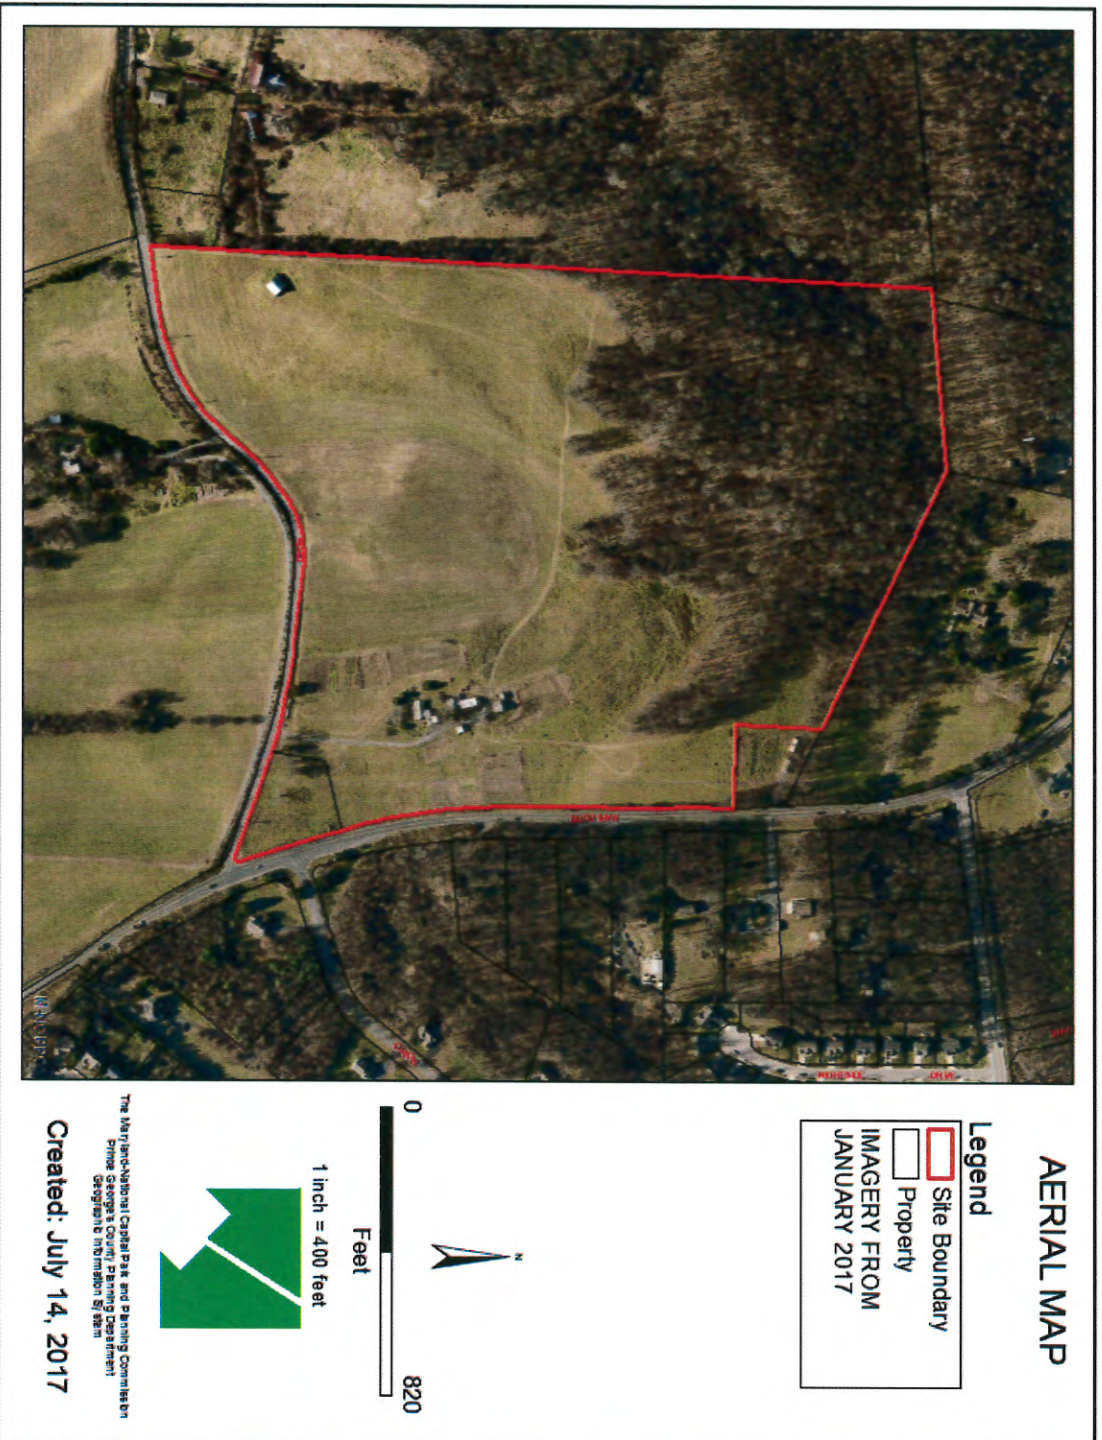 AERIAL MAP
Legend
Site Boundary
Property
IMAGERY FROM
JANUARY 2017
N
0
820
Feet
1 inch = 400 feet
The Maryland-National Capital Park and Planning Commission
Prince George's County Planning Department
Geographic Information System
Created: July 14, 2017
DRIVE